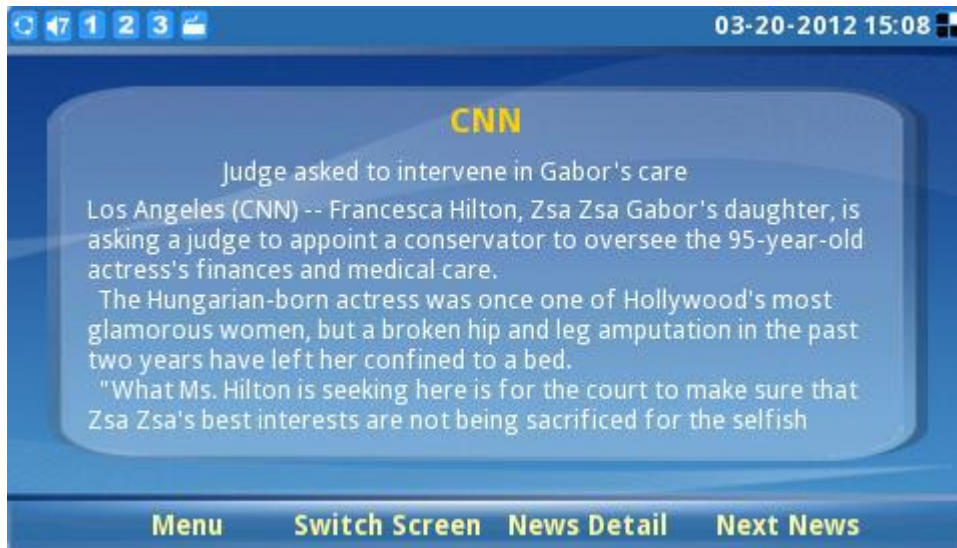 7 1 2 3 03-20-2012 15:08
CNN
Judge asked to intervene in Gabor's care
Los Angeles (CNN) -- Francesca Hilton, Zsa Zsa Gabor's daughter, is
asking a judge to appoint a conservator to oversee the 95-year-old
actress's finances and medical care.
The Hungarian-born actress was once one of Hollywood's most
glamorous women, but a broken hip and leg amputation in the past
two years have left her confined to a bed.
"What Ms. Hilton is seeking here is for the court to make sure that
Zsa Zsa's best interests are not being sacrificed for the selfish
Menu Switch Screen News Detail Next News